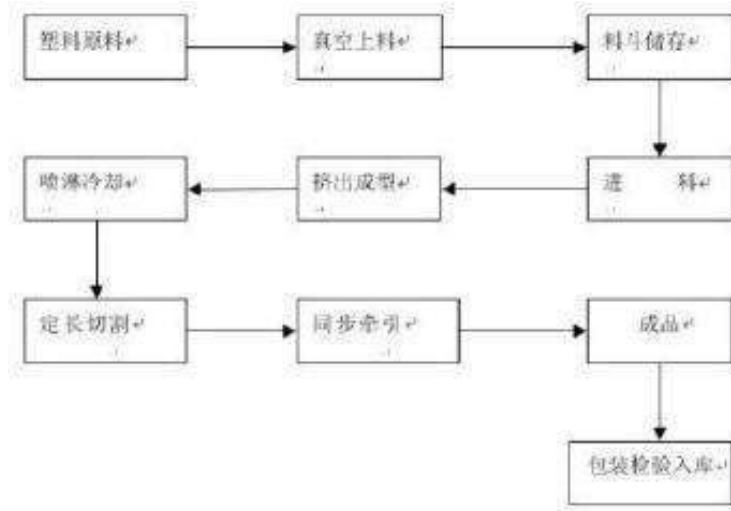 塑料原料
真空上料
料斗储存
进 料
挤出成型
喷淋冷却
定长切割
同步牵引
成品
包装检验入库